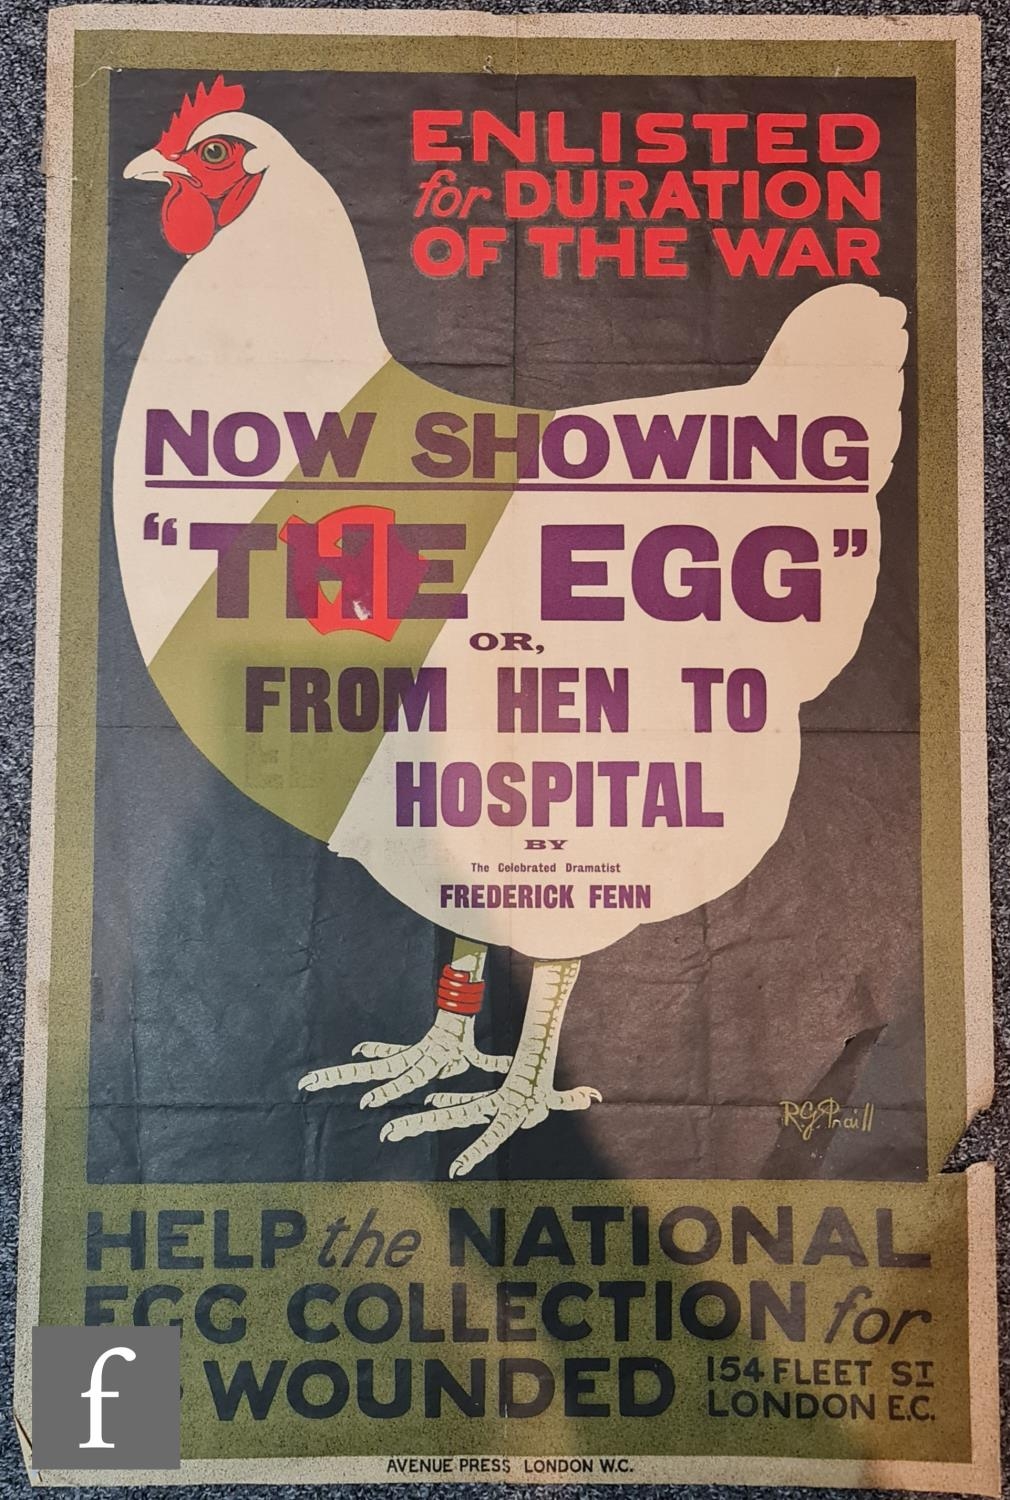 ENLISTED
for DURATION
OF THE WAR
NOW SHOWING
"THE EGG"
OR,
FROM HEN TO
HOSPITAL
BY
The Celebrated Dramatist
FREDERICK FENN
R.G. Praill
HELP the NATIONAL
EGG COLLECTION for
WOUNDED 154 FLEET ST
LONDON E.C.
AVENUE PRESS LONDON W.C.
f